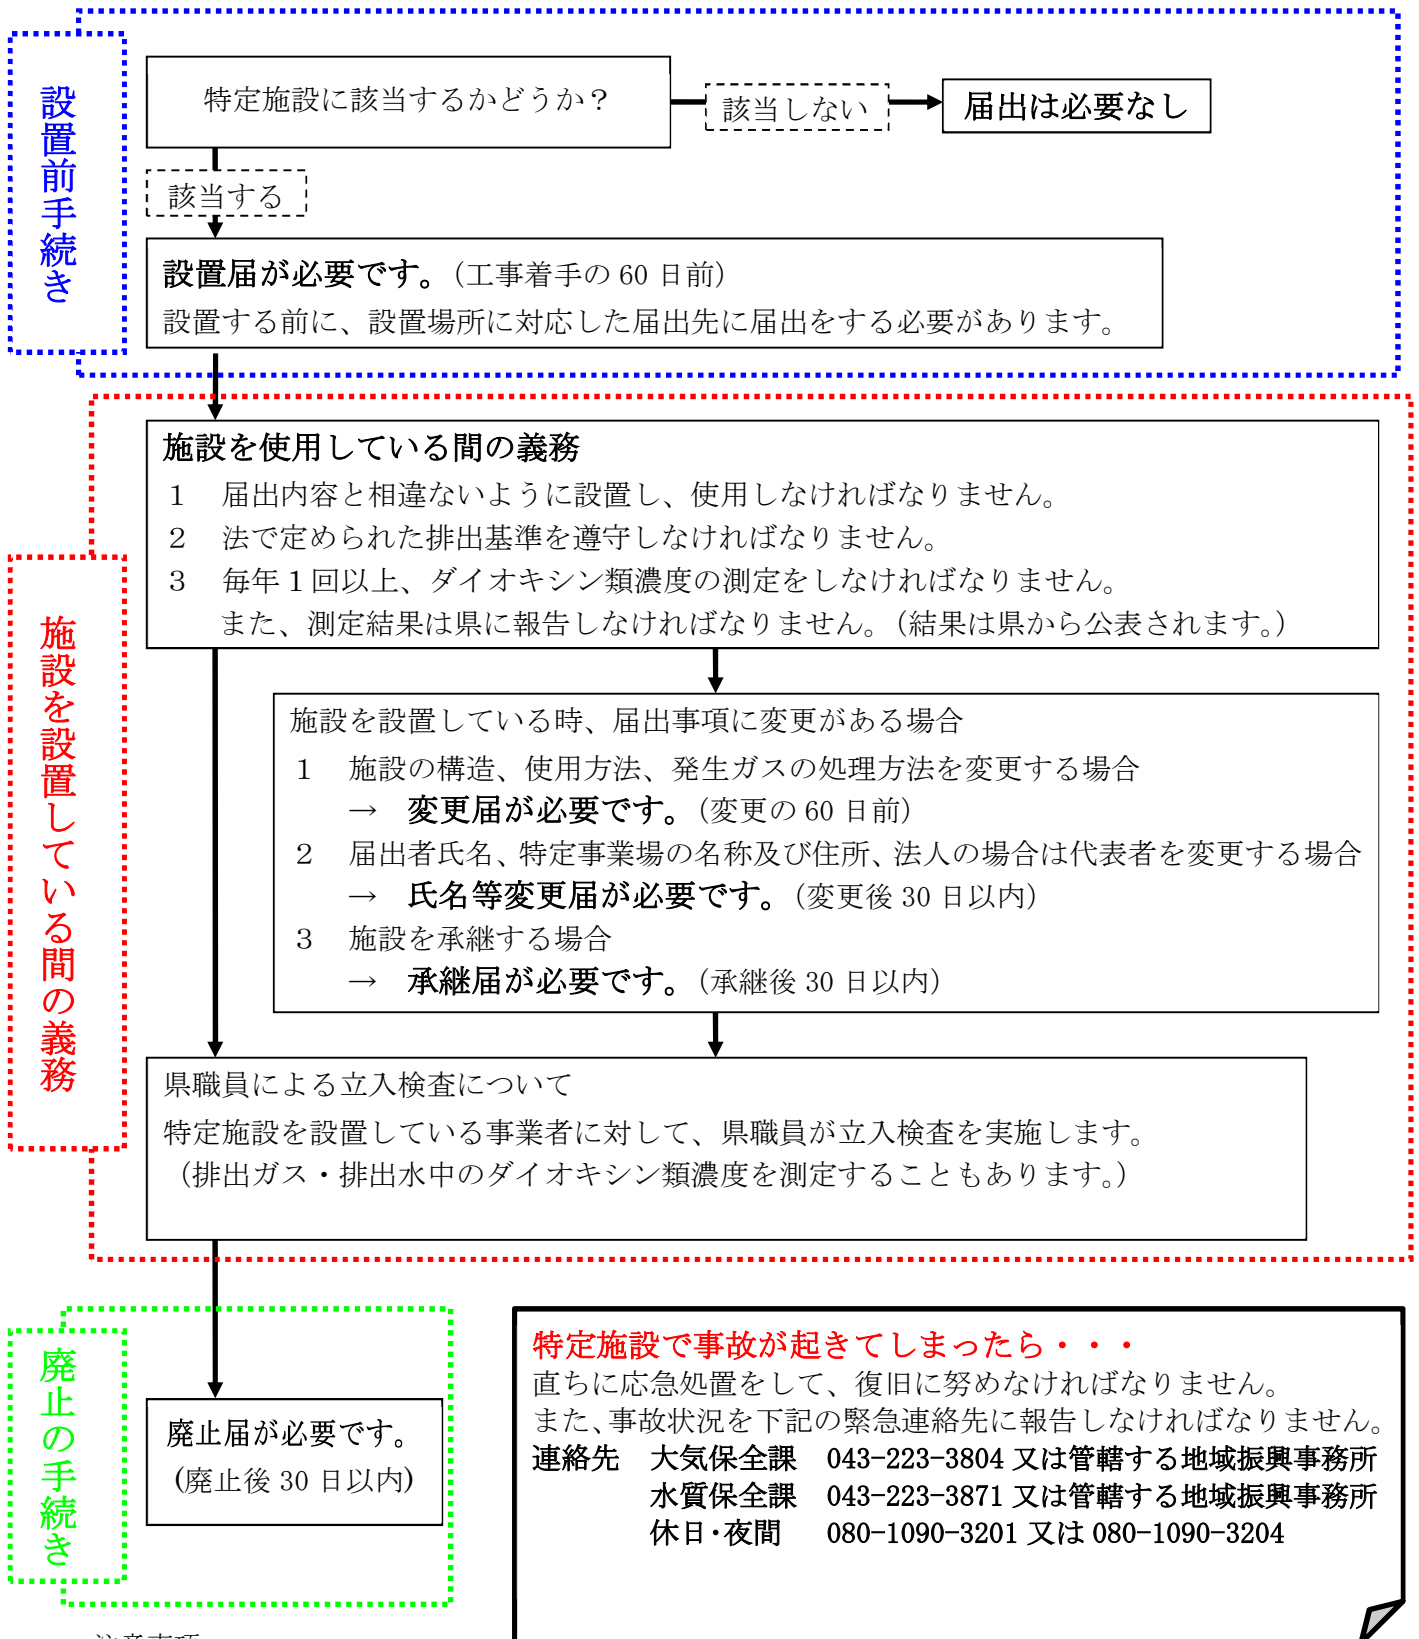 設置前手続き
特定施設に該当するかどうか？
該当しない
届出は必要なし
該当する
設置届が必要です。（工事着手の 60 日前）
設置する前に、設置場所に対応した届出先に届出をする必要があります。
施設を設置している間の義務
施設を使用している間の義務
１　届出内容と相違ないように設置し、使用しなければなりません。
２　法で定められた排出基準を遵守しなければなりません。
３　毎年１回以上、ダイオキシン類濃度の測定をしなければなりません。
また、測定結果は県に報告しなければなりません。（結果は県から公表されます。）
施設を設置している時、届出事項に変更がある場合
１　施設の構造、使用方法、発生ガスの処理方法を変更する場合
→　変更届が必要です。（変更の 60 日前）
２　届出者氏名、特定事業場の名称及び住所、法人の場合は代表者を変更する場合
→　氏名等変更届が必要です。（変更後 30 日以内）
３　施設を承継する場合
→　承継届が必要です。（承継後 30 日以内）
県職員による立入検査について
特定施設を設置している事業者に対して、県職員が立入検査を実施します。
（排出ガス・排出水中のダイオキシン類濃度を測定することもあります。）
廃止の手続き
廃止届が必要です。
（廃止後 30 日以内）
特定施設で事故が起きてしまったら・・・
直ちに応急処置をして、復旧に努めなければなりません。
また、事故状況を下記の緊急連絡先に報告しなければなりません。
連絡先　大気保全課　043-223-3804 又は管轄する地域振興事務所
水質保全課　043-223-3871 又は管轄する地域振興事務所
休日・夜間　080-1090-3201 又は 080-1090-3204